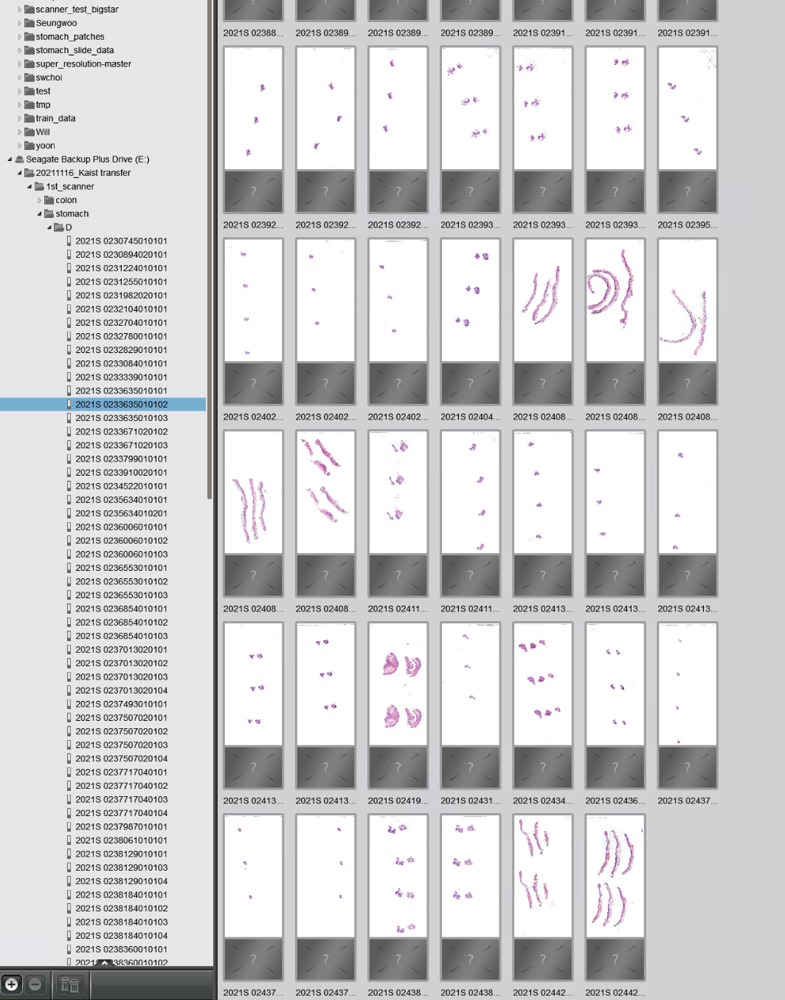 scanner_test_bigstar
Seungwoo
stomach_patches
stomach_slide_data
super_resolution-master
swchoi
test
tmp
train_data
Will
yoon
Seagate Backup Plus Drive (E:)
20211116_Kaist transfer
1st_scanner
colon
stomach
D
2021S 0230745010101
2021S 0230894020101
2021S 0231224010101
2021S 0231255010101
2021S 0231982020101
2021S 0232104010101
2021S 0232704010101
2021S 0232780010101
2021S 0232829010101
2021S 0233084010101
2021S 0233339010101
2021S 0233635010101
2021S 0233635010102
2021S 0233635010103
2021S 0233671020102
2021S 0233671020103
2021S 0233799010101
2021S 0233910020101
2021S 0234522010101
2021S 0235634010101
2021S 0235634010201
2021S 0236006010101
2021S 0236006010102
2021S 0236006010103
2021S 0236553010101
2021S 0236553010102
2021S 0236553010103
2021S 0236854010101
2021S 0236854010102
2021S 0236854010103
2021S 0237013020101
2021S 0237013020102
2021S 0237013020103
2021S 0237013020104
2021S 0237493010101
2021S 0237507020101
2021S 0237507020102
2021S 0237507020103
2021S 0237507020104
2021S 0237717040101
2021S 0237717040102
2021S 0237717040103
2021S 0237717040104
2021S 0237987010101
2021S 0238061010101
2021S 0238129010101
2021S 0238129010103
2021S 0238129010104
2021S 0238184010101
2021S 0238184010102
2021S 0238184010103
2021S 0238184010104
2021S 0238360010101
2021S 02388... 2021S 02389... 2021S 02389... 2021S 02389... 2021S 02391... 2021S 02391... 2021S 02391...
? ? ? ? ? ? ?
2021S 02392... 2021S 02392... 2021S 02392... 2021S 02393... 2021S 02393... 2021S 02393... 2021S 02395...
? ? ? ? ? ? ?
2021S 02402... 2021S 02402... 2021S 02402... 2021S 02404... 2021S 02408... 2021S 02408... 2021S 02408...
? ? ? ? ? ? ?
2021S 02408... 2021S 02408... 2021S 02411... 2021S 02411... 2021S 02413... 2021S 02413... 2021S 02413...
? ? ? ? ? ? ?
2021S 02413... 2021S 02413... 2021S 02419... 2021S 02431... 2021S 02434... 2021S 02436... 2021S 02437...
? ? ? ? ? ?
2021S 02437... 2021S 02437... 2021S 02438... 2021S 02438... 2021S 02442... 2021S 02442...